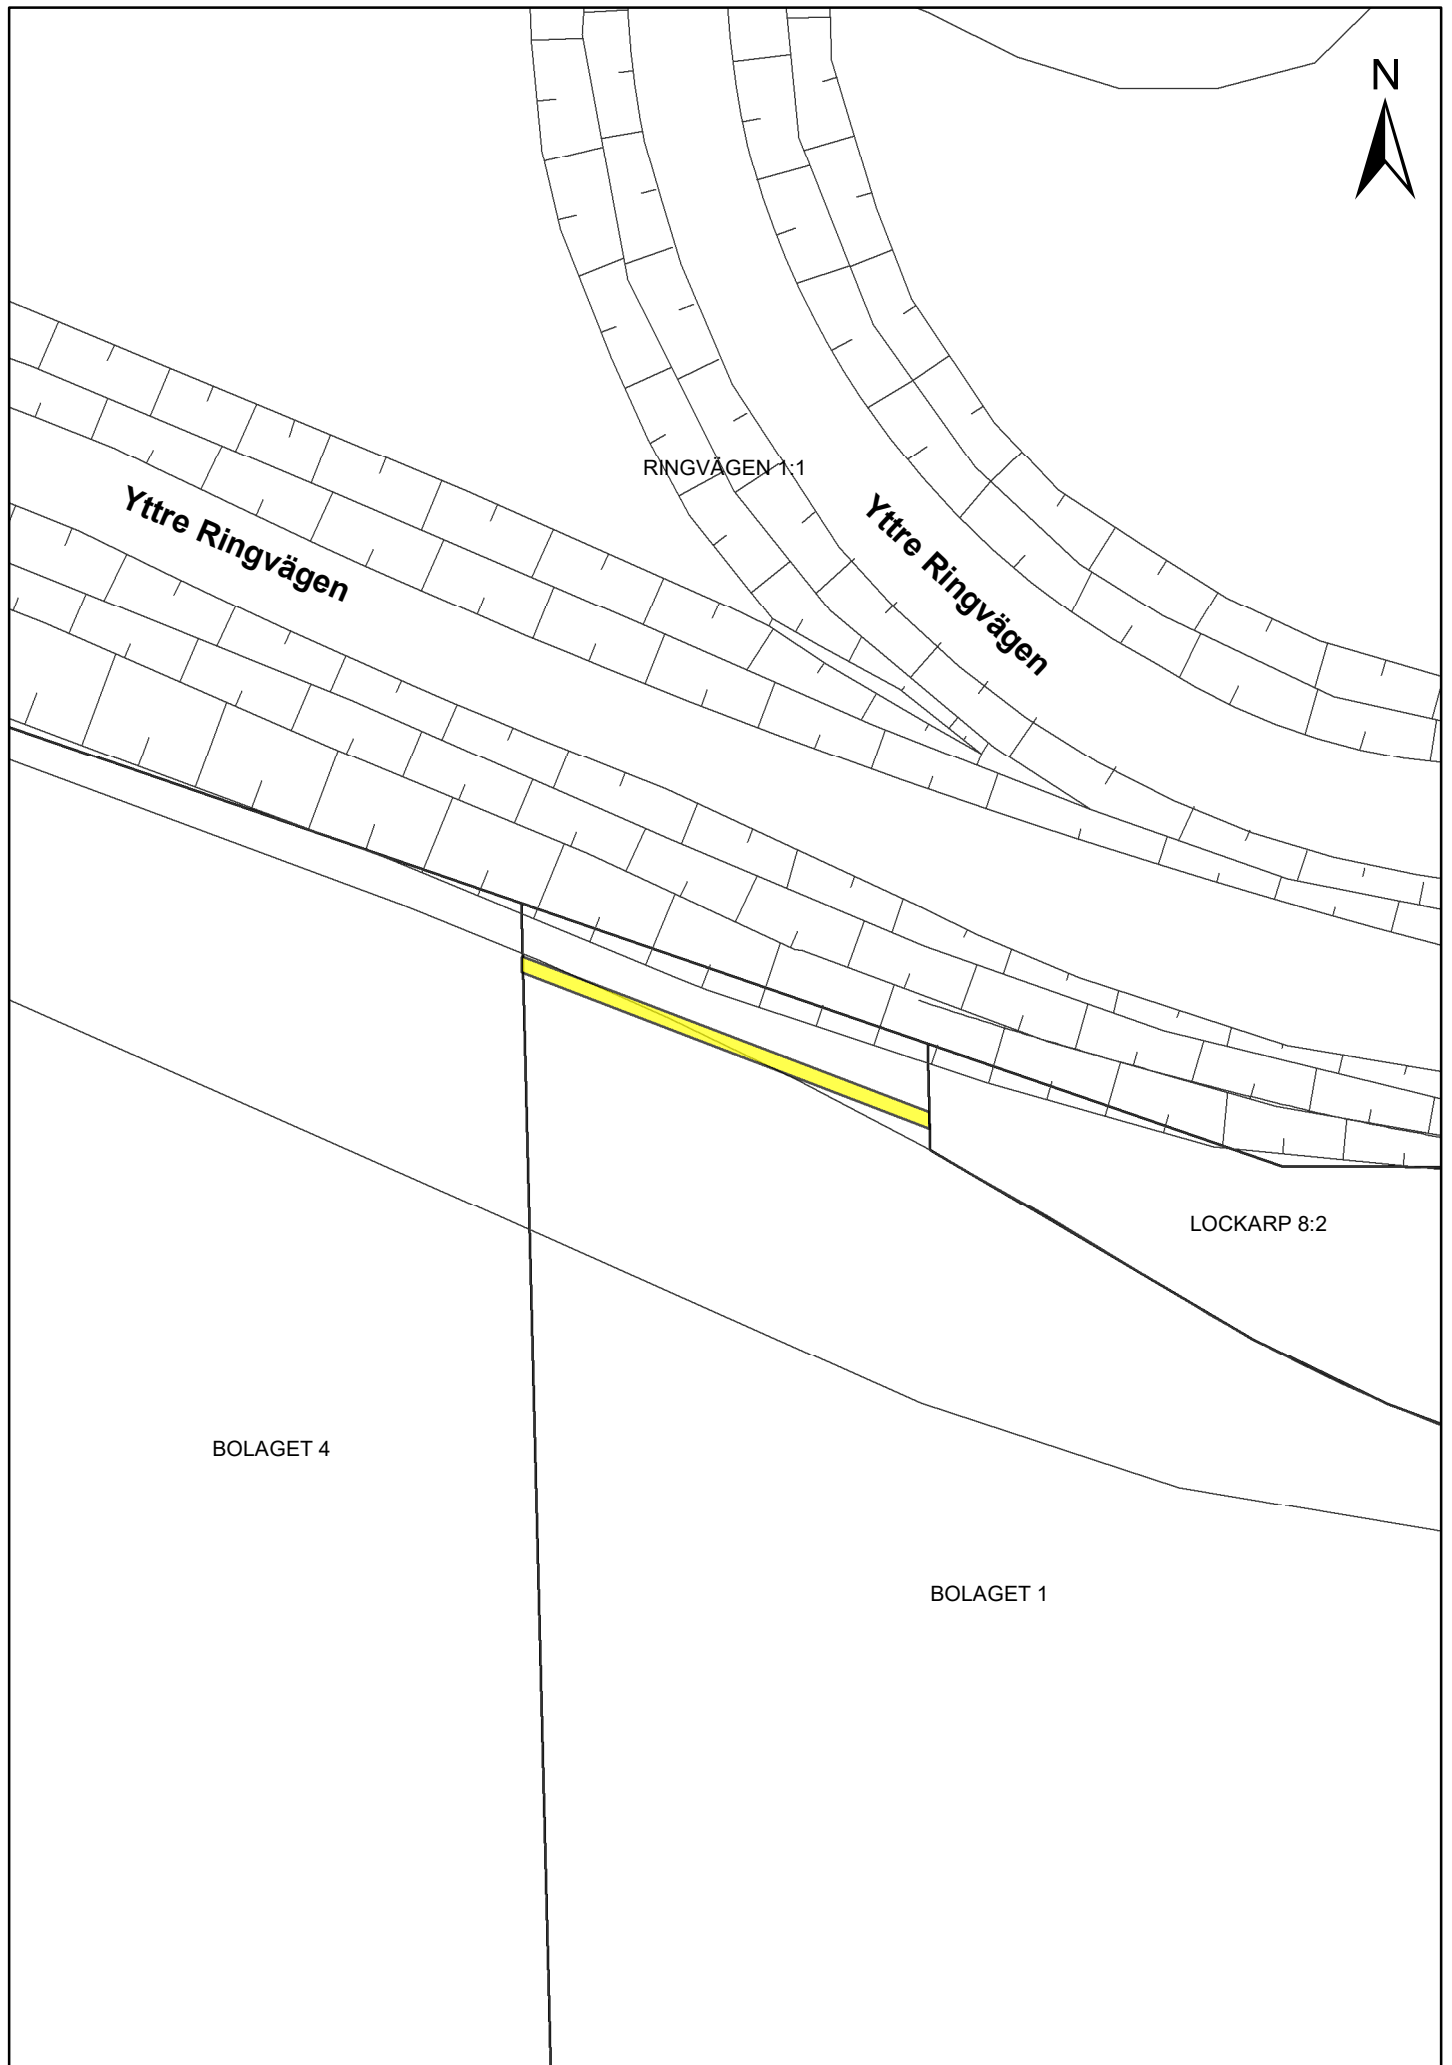 N
RINGVÄGEN 1:1
Yttre Ringvägen
Yttre Ringvägen
LOCKARP 8:2
BOLAGET 4
BOLAGET 1